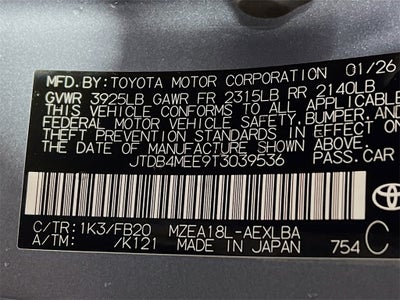 MFD.BY:TOYOTA MOTOR CORPORATION 01/26
GVWR 3925LB GAWR FR 2315LB RR 2140LB
THIS VEHICLE CONFORMS TO ALL APPLICABLE
FEDERAL MOTOR VEHICLE SAFETY, BUMPER, AND
THEFT PREVENTION STANDARDS IN EFFECT ON
THE DATE OF MANUFACTURE SHOWN ABOVE.
JTDB4MEE9T3039536 PASS.CAR
C/TR:1K3/FB20 MZEA18L-AEXLBA
A/TM: /K121 MADE IN JAPAN 754 C
TOYOTA